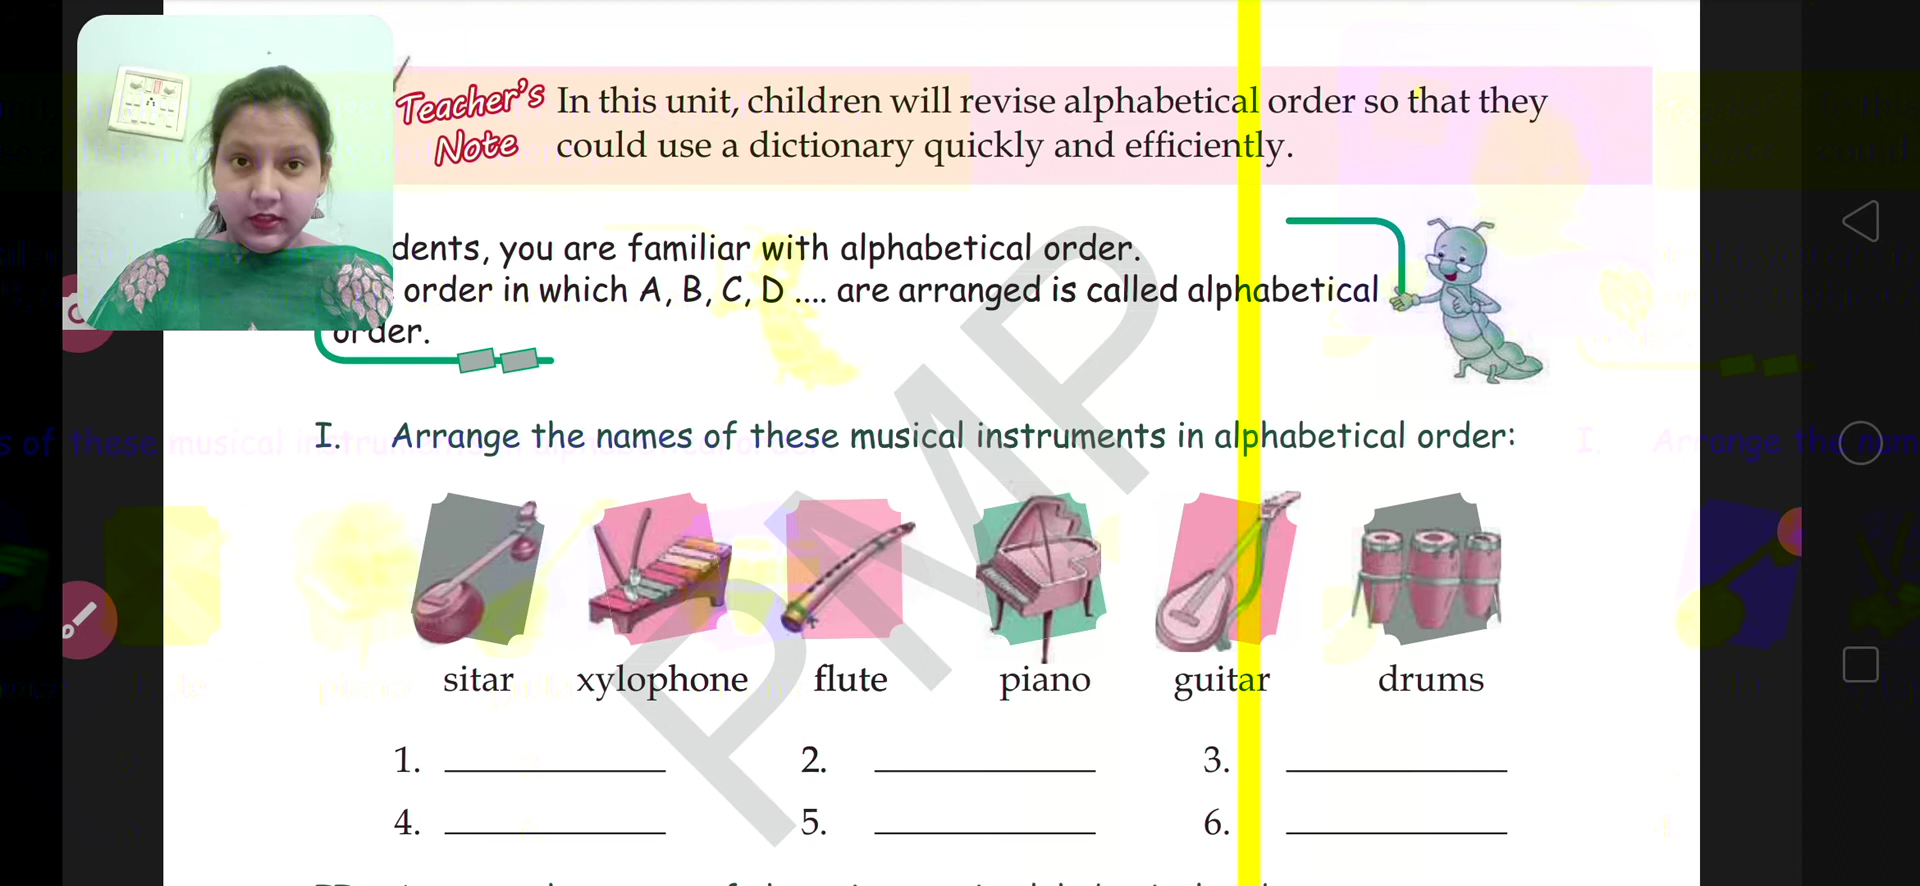 Teacher's Note
In this unit, children will revise alphabetical order so that they
could use a dictionary quickly and efficiently.
dents, you are familiar with alphabetical order.
order in which A, B, C, D .... are arranged is called alphabetical
order.
I. Arrange the names of these musical instruments in alphabetical order:
sitar xylophone flute piano guitar drums
1. 2. 3.
4. 5. 6.
PMP